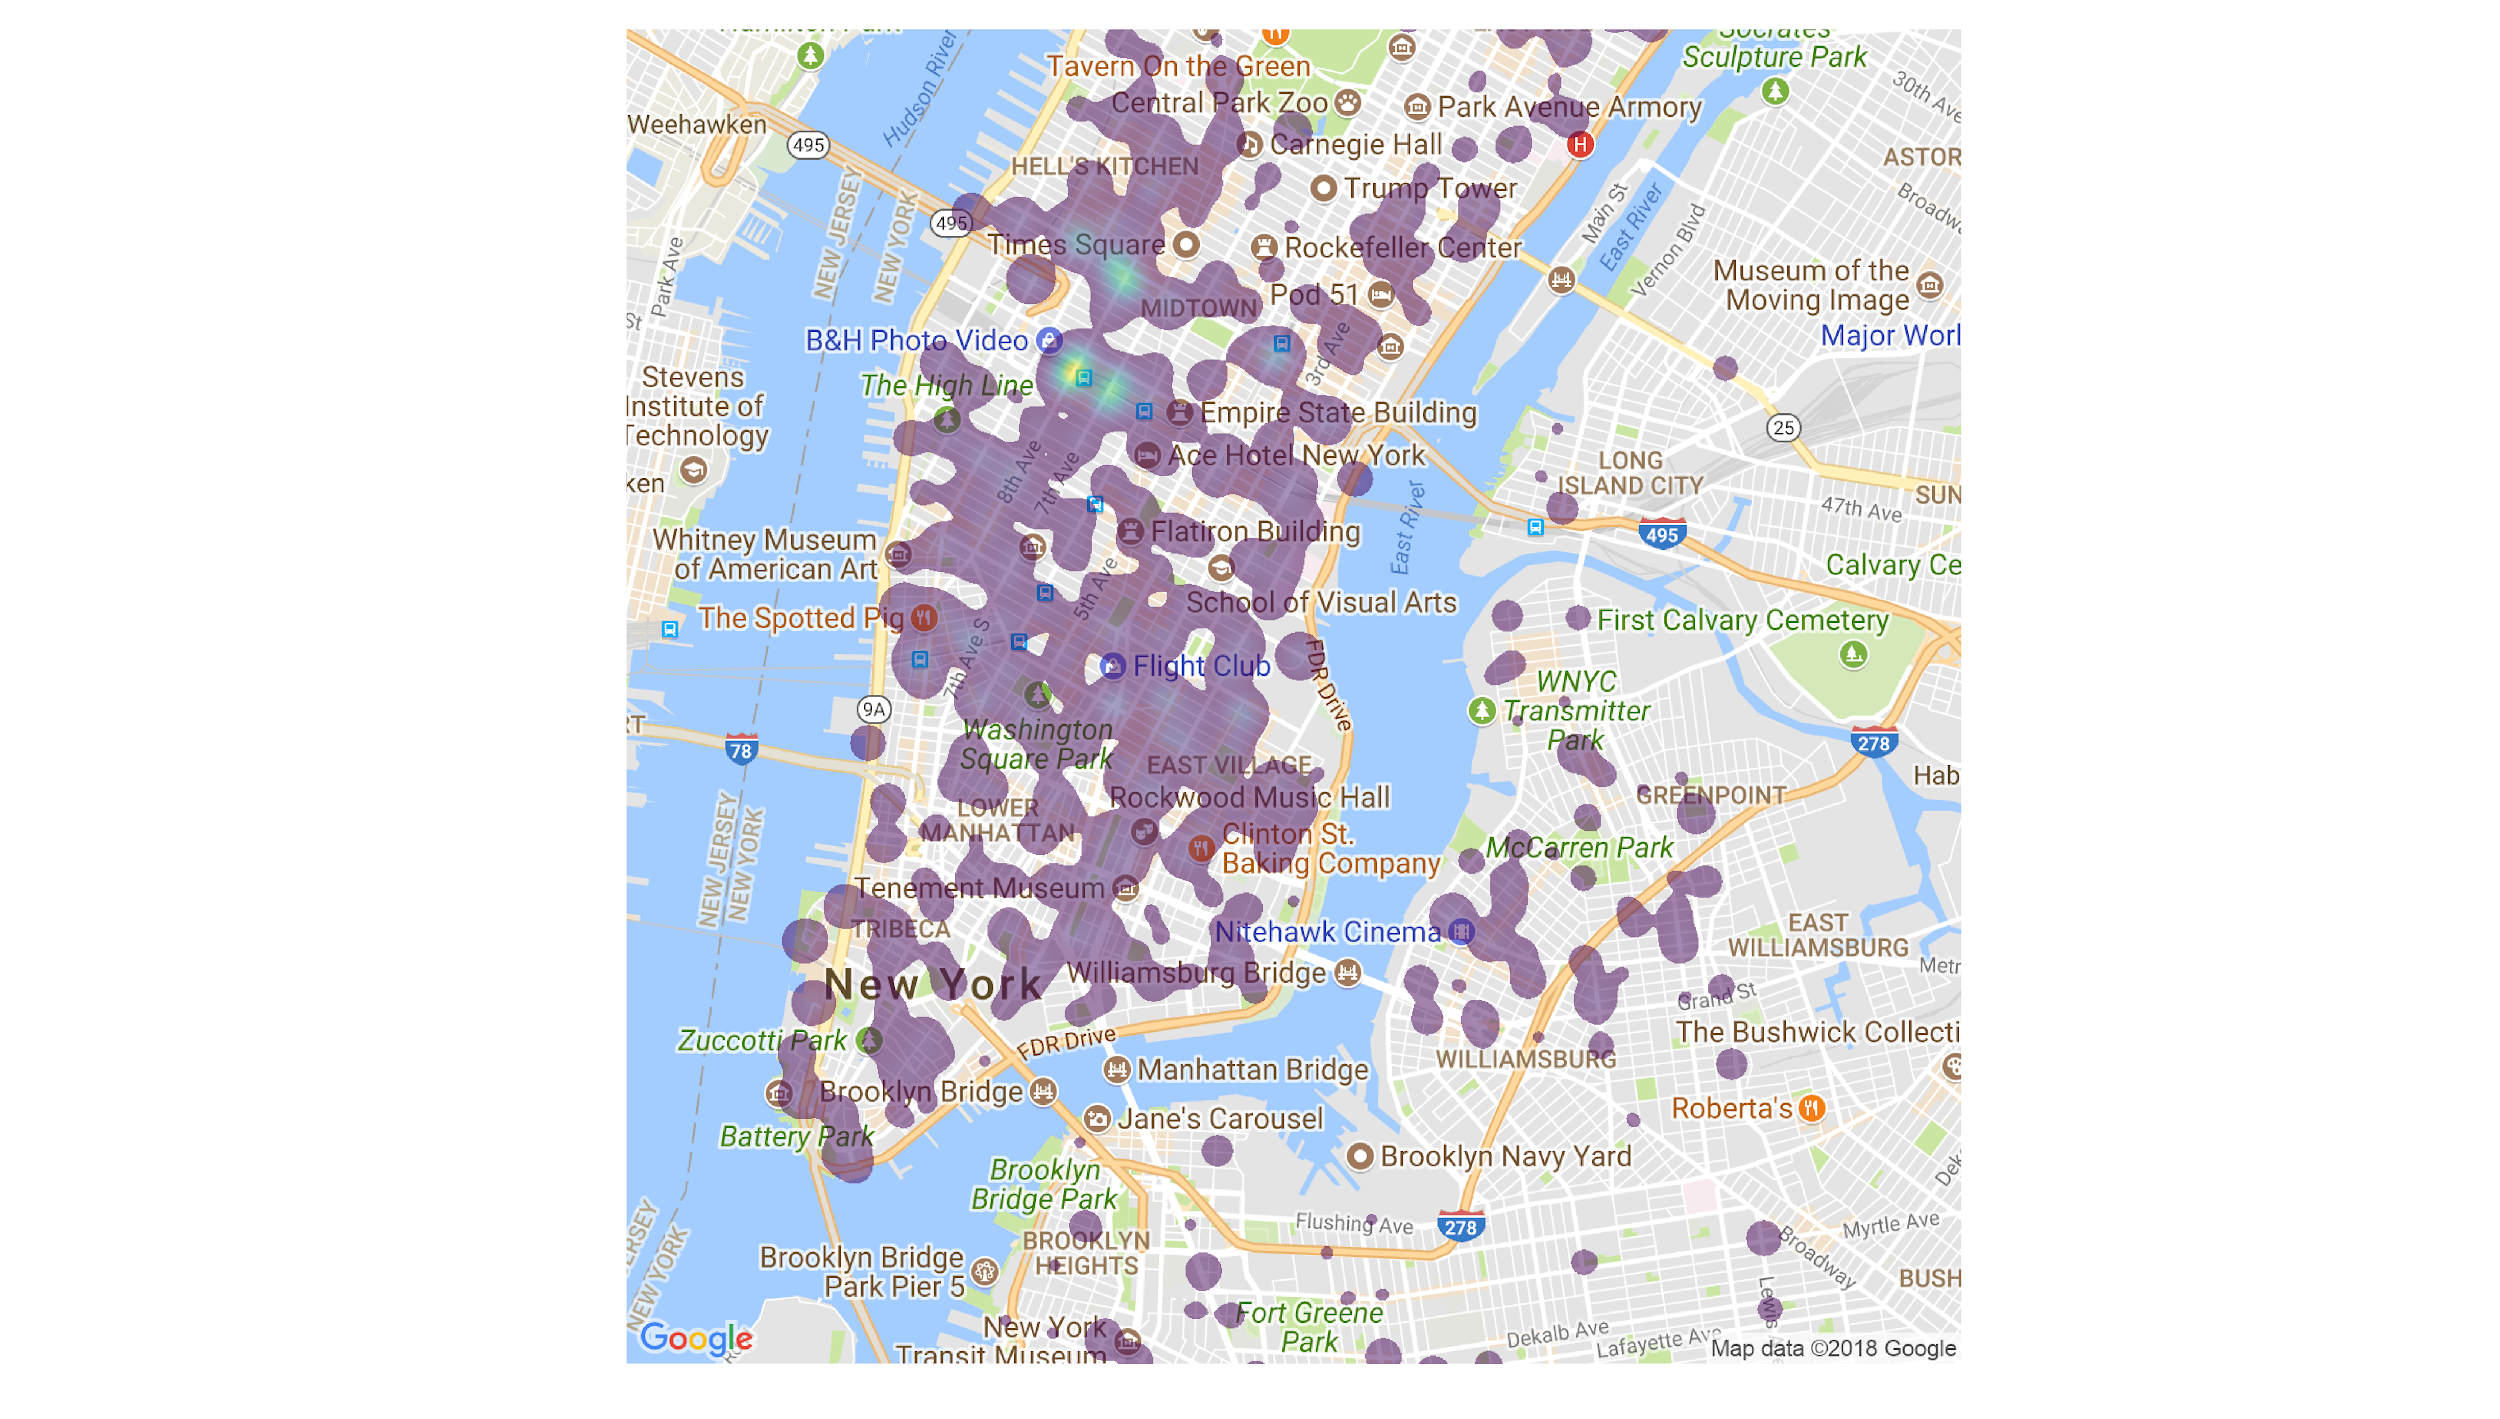 Socrates
Sculpture Park
Tavern On the Green
Central Park Zoo
Park Avenue Armory
30th Ave
Hudson River
Weehawken
495
Carnegie Hall
H
ASTOR
HELL'S KITCHEN
Trump Tower
Main St
East River
Broadw
NEW JERSEY
NEW YORK
495
Times Square
Rockefeller Center
Vernon Blvd
Park Ave
Museum of the
Moving Image
St
MIDTOWN
Pod 51
B&H Photo Video
3rd Ave
Major Worl
Stevens
Institute of
Technology
The High Line
Empire State Building
25
Ace Hotel New York
8th Ave
7th Ave
LONG
ISLAND CITY
ken
47th Ave
SUN
East River
Whitney Museum
of American Art
Flatiron Building
495
Calvary Ce
5th Ave
The Spotted Pig
School of Visual Arts
First Calvary Cemetery
7th Ave S
Flight Club
FDR Drive
WNYC
Transmitter
Park
9A
RT
78
Washington
Square Park
278
EAST VILLAGE
Hab
Rockwood Music Hall
GREENPOINT
LOWER
MANHATTAN
Clinton St.
Baking Company
McCarren Park
NEW JERSEY
NEW YORK
Tenement Museum
TRIBECA
Nitehawk Cinema
EAST
WILLIAMSBURG
Metr
New York
Williamsburg Bridge
Grand St
Zuccotti Park
FDR Drive
The Bushwick Collecti
WILLIAMSBURG
Manhattan Bridge
Brooklyn Bridge
Jane's Carousel
Roberta's
Battery Park
Brooklyn Navy Yard
Brooklyn
Bridge Park
Dek
Flushing Ave
278
Myrtle Ave
Broadway
BROOKLYN
HEIGHTS
Brooklyn Bridge
Park Pier 5
BUSH
ERSEY
NEW YORK
Lewis
Fort Greene
Park
New York
Transit Museum
Dekalb Ave
Lafayette Ave
Google
Map data ©2018 Google